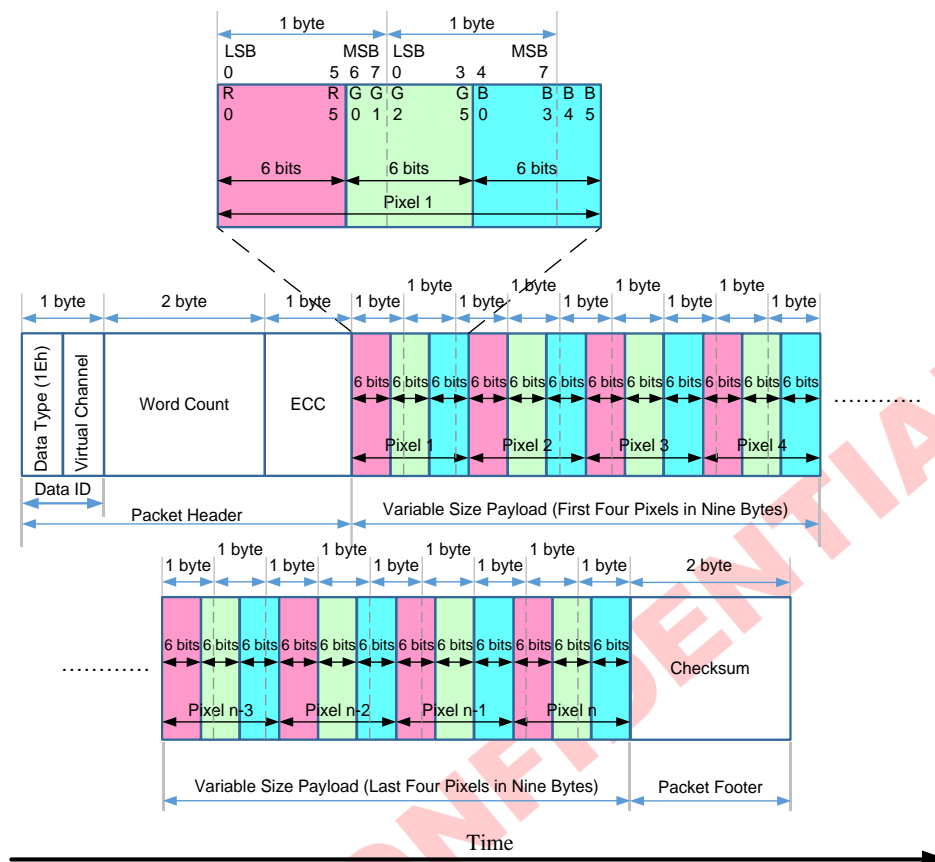 1 byte 1 byte
LSB MSB LSB MSB
0 5 6 7 0 3 4 7
R R G G G G B B B B
0 5 0 1 2 5 0 3 4 5
6 bits 6 bits 6 bits
Pixel 1
1 byte 1 byte 1 byte 1 byte
1 byte 2 byte 1 byte 1 byte 1 byte 1 byte 1 byte 1 byte
Data Type (1Eh)
Virtual Channel
Word Count
ECC
6 bits 6 bits 6 bits 6 bits 6 bits 6 bits 6 bits 6 bits 6 bits 6 bits 6 bits 6 bits
Pixel 1 Pixel 2 Pixel 3 Pixel 4
Data ID
Packet Header
Variable Size Payload (First Four Pixels in Nine Bytes)
1 byte 1 byte 1 byte 1 byte
1 byte 1 byte 1 byte 1 byte 1 byte 2 byte
6 bits 6 bits 6 bits 6 bits 6 bits 6 bits 6 bits 6 bits 6 bits 6 bits 6 bits 6 bits
Checksum
Pixel n-3 Pixel n-2 Pixel n-1 Pixel n
Variable Size Payload (Last Four Pixels in Nine Bytes)
Packet Footer
Time
CONFIDENTIA